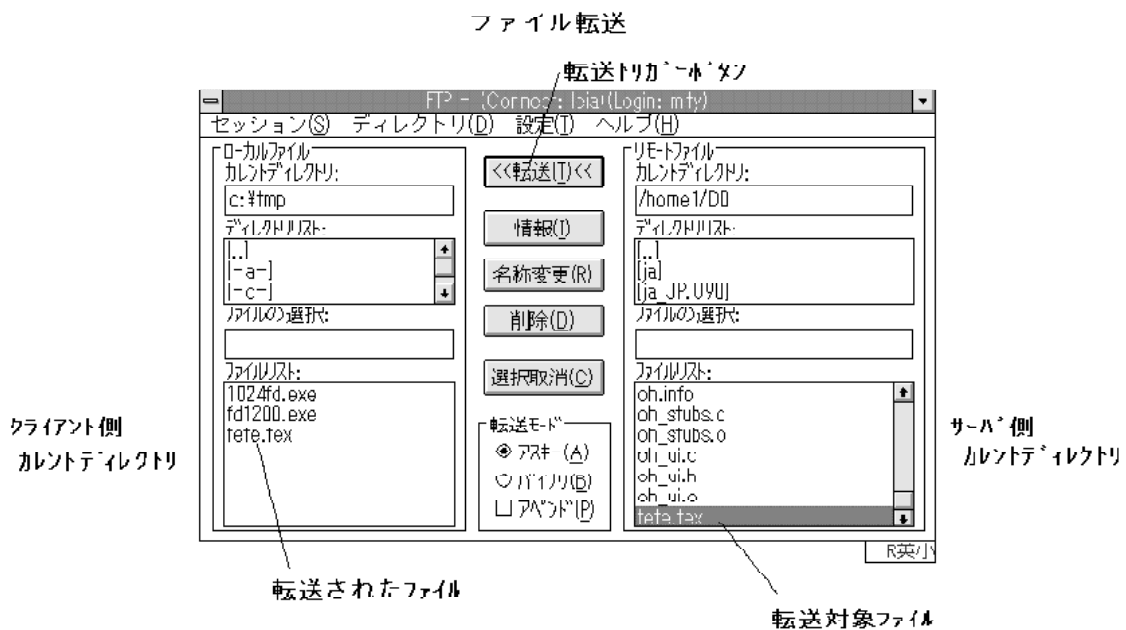 ファイル転送
転送トリガーボタン
セッション(S) ディレクトリ(D) 設定(T) ヘルプ(H)
ローカルファイル
カレントディレクトリ:
c:¥tmp
ディレクトリリスト:
[..]
[-a-]
[-c-]
ファイルの選択:
ファイルリスト:
1024fd.exe
fd1200.exe
tete.tex
<<転送(T)<<
情報(I)
名称変更(R)
削除(D)
選択取消(C)
転送モード
アスキー(A)
バイナリ(B)
アペンド(P)
リモートファイル
カレントディレクトリ:
/home1/DD
ディレクトリリスト:
[..]
[ja]
[ja_JP.U90]
ファイルの選択:
ファイルリスト:
oh.info
oh_stubs.c
oh_stubs.o
oh_ui.c
oh_ui.h
oh_ui.o
tete.tex
クライアント側
カレントディレクトリ
サーバ側
カレントディレクトリ
R英小
転送されたファイル
転送対象ファイル